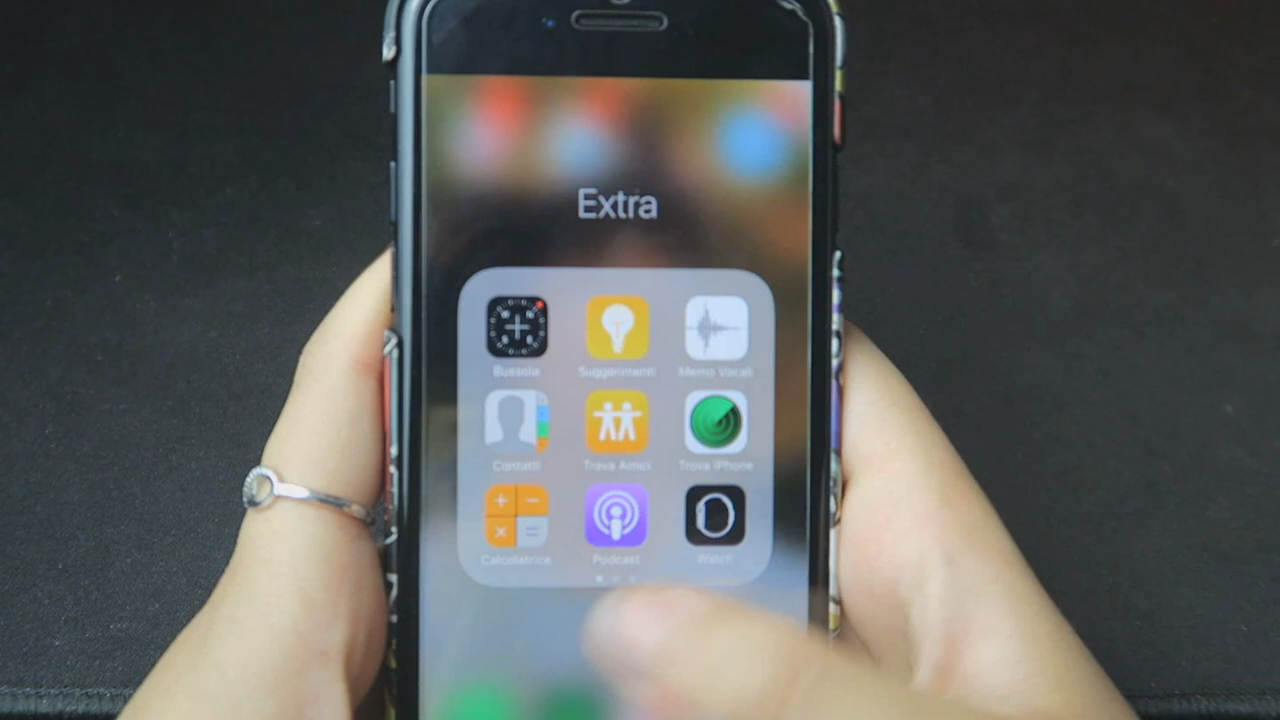 Extra
Bussola Suggerimenti Memo Vocali
Contatti Trova Amici Trova iPhone
Calcolatrice Podcast Watch